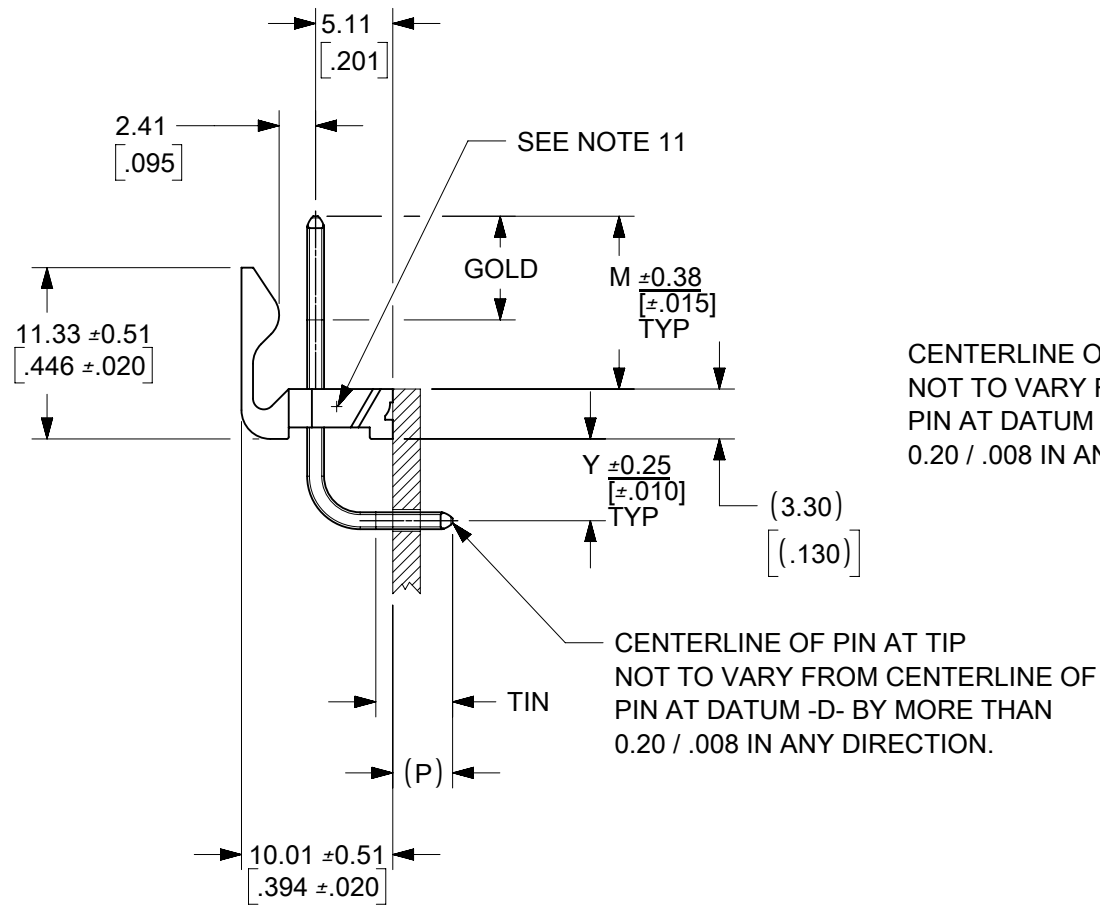 5.11
[.201]
2.41
[.095]
SEE NOTE 11
GOLD
M ±0.38
[±.015]
TYP
11.33 ±0.51
[.446 ±.020]
CENTERLINE O
NOT TO VARY F
PIN AT DATUM
0.20 / .008 IN AN
Y ±0.25
[±.010]
TYP
(3.30)
[(.130)]
CENTERLINE OF PIN AT TIP
NOT TO VARY FROM CENTERLINE OF
PIN AT DATUM -D- BY MORE THAN
0.20 / .008 IN ANY DIRECTION.
TIN
(P)
10.01 ±0.51
[.394 ±.020]